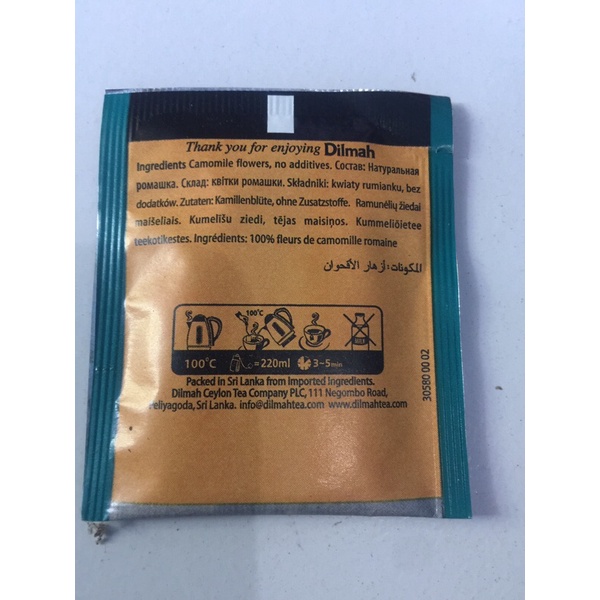 Thank you for enjoying Dilmah
Ingredients Camomile flowers, no additives. Состав: Натуральная
ромашка. Склад: квітки ромашки. Składniki: kwiaty rumianku, bez
dodatków. Zutaten: Kamillenblüte, ohne Zusatzstoffe. Ramunėlių žiedai
maišeliais. Kumelīšu ziedi, tējas maisiņos. Kummeliõietee
teekotikestes. Ingrédients: 100% fleurs de camomille romaine
المكونات: أزهار الأقحوان
100°C
100°C =220ml 3-5min
MILK
Packed in Sri Lanka from Imported Ingredients.
Dilmah Ceylon Tea Company PLC, 111 Negombo Road,
Peliyagoda, Sri Lanka. info@dilmahtea.com www.dilmahtea.com
30580 00 02